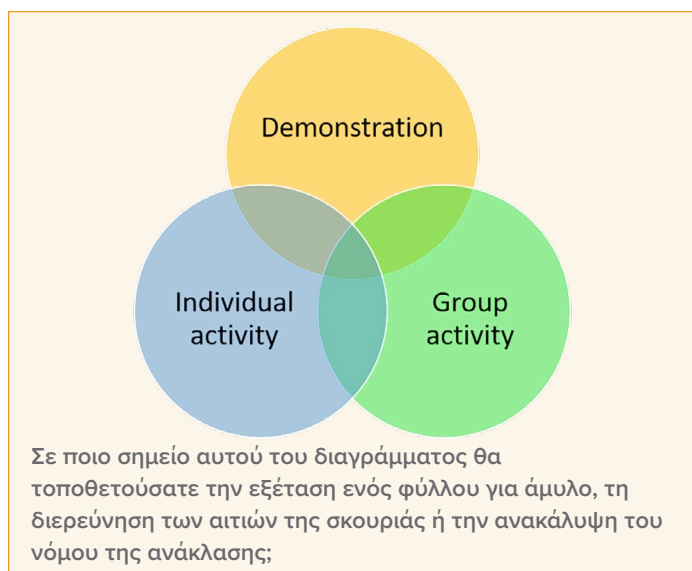 Demonstration
Individual
activity
Group
activity
Σε ποιο σημείο αυτού του διαγράμματος θα
τοποθετούσατε την εξέταση ενός φύλλου για άμυλο, τη
διερεύνηση των αιτιών της σκουριάς ή την ανακάλυψη του
νόμου της ανάκλασης;